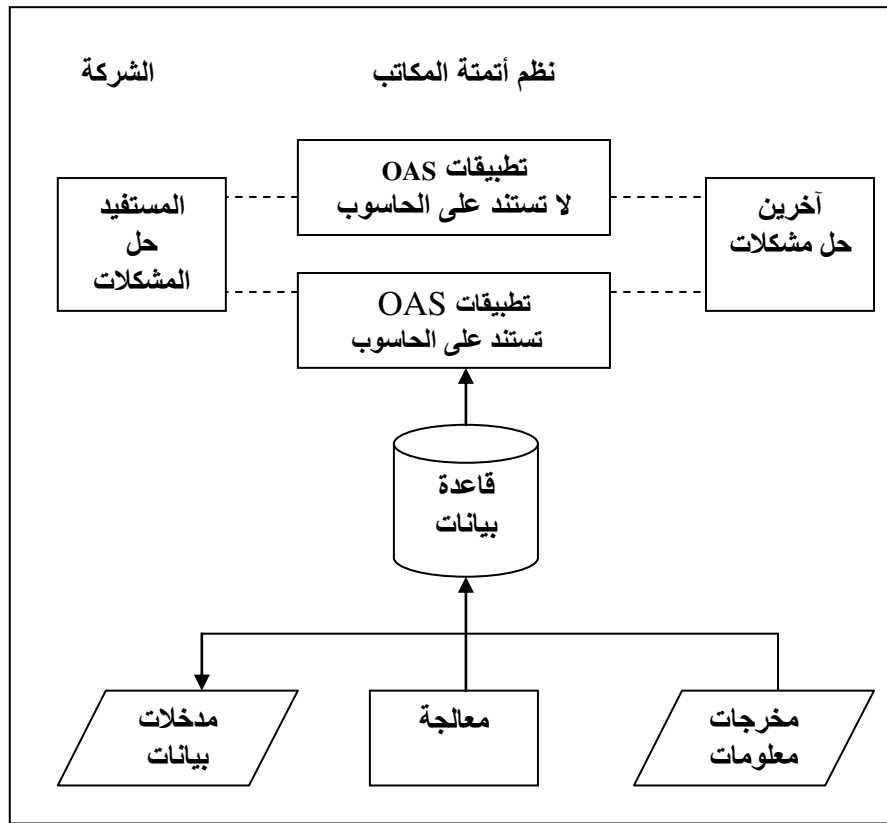 الشركة
نظم أتمتة المكاتب
تطبيقات OAS
لا تستند على الحاسوب
المستفيد
حل
المشكلات
آخرين
حل مشكلات
تطبيقات OAS
تستند على الحاسوب
قاعدة
بيانات
مدخلات
بيانات
معالجة
مخرجات
معلومات